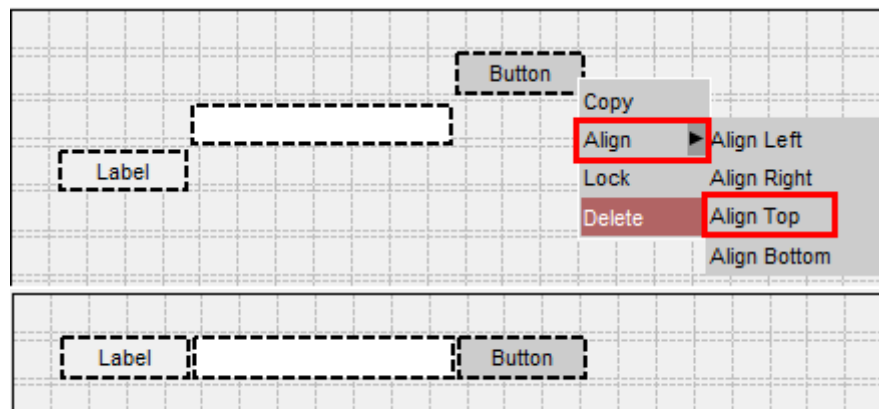 Button
Copy
Align
Align Left
Label
Lock
Align Right
Delete
Align Top
Align Bottom
Label
Button